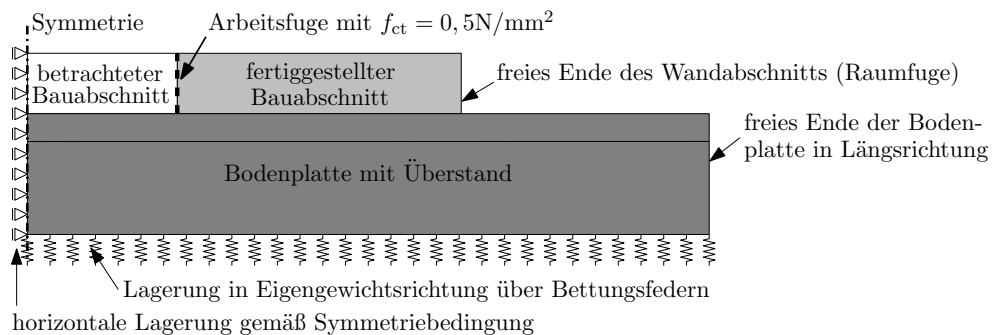 Symmetrie
Arbeitsfuge mit f_ct = 0, 5N/mm²
betrachteter
Bauabschnitt
fertiggestellter
Bauabschnitt
freies Ende des Wandabschnitts (Raumfuge)
freies Ende der Boden-
platte in Längsrichtung
Bodenplatte mit Überstand
Lagerung in Eigengewichtsrichtung über Bettungsfedern
horizontale Lagerung gemäß Symmetriebedingung